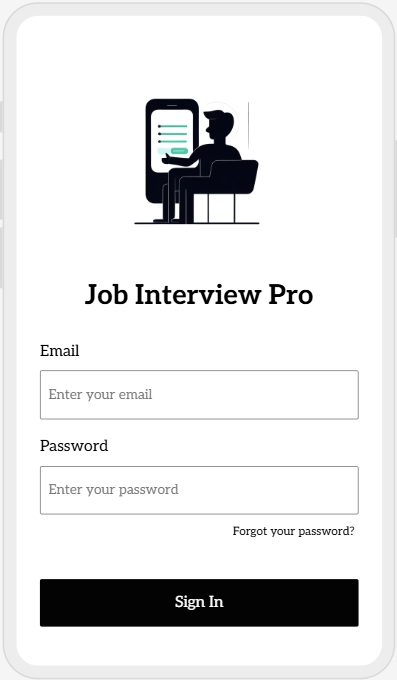 Job Interview Pro
Email
Enter your email
Password
Enter your password
Forgot your password?
Sign In